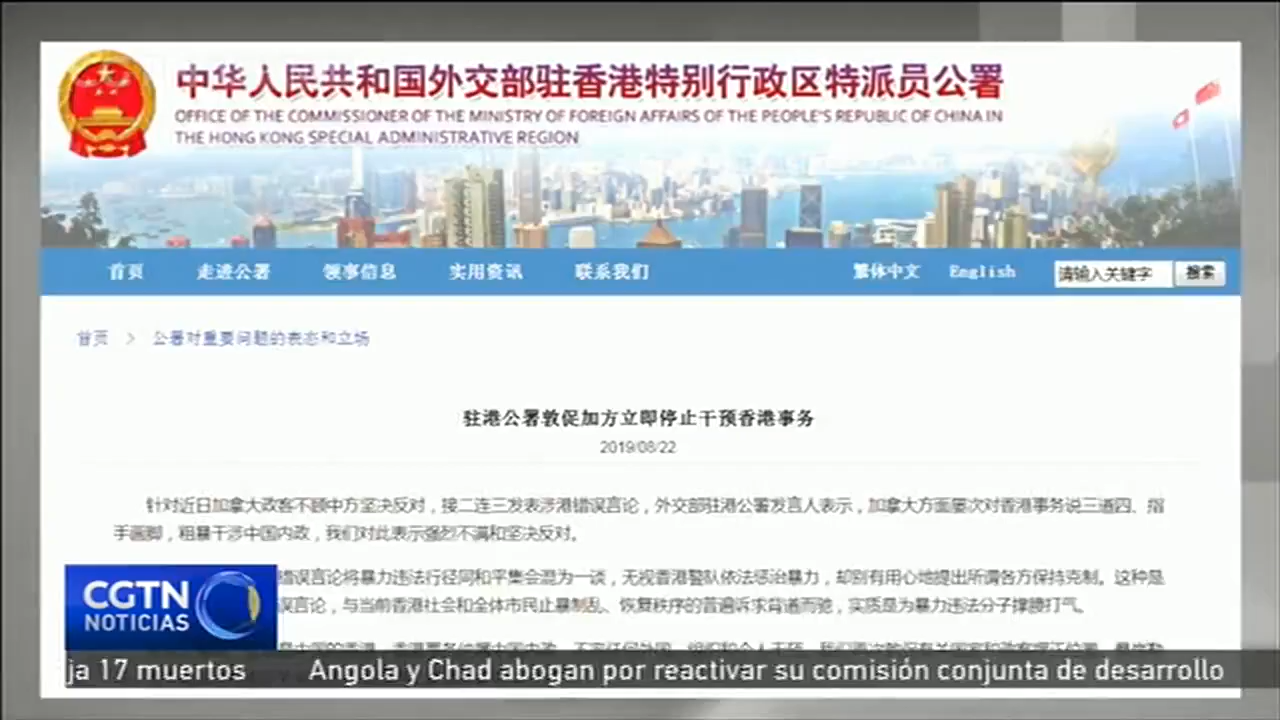 中华人民共和国外交部驻香港特别行政区特派员公署
OFFICE OF THE COMMISSIONER OF THE MINISTRY OF FOREIGN AFFAIRS OF THE PEOPLE'S REPUBLIC OF CHINA IN
THE HONG KONG SPECIAL ADMINISTRATIVE REGION
首页 走进公署 领事信息 实用资讯 联系我们 繁体中文 English 请输入关键字 搜索
首页 > 公署对重要问题的表态和立场
驻港公署敦促加方立即停止干预香港事务
2019/08/22
针对近日加拿大政客不顾中方坚决反对，接二连三发表涉港错误言论，外交部驻港公署发言人表示，加拿大方面屡次对香港事务说三道四、指
手画脚，粗暴干涉中国内政，我们对此表示强烈不满和坚决反对。
错误言论将暴力违法行径同和平集会混为一谈，无视香港警队依法惩治暴力，却别有用心地提出所谓各方保持克制。这种是
误言论，与当前香港社会和全体市民止暴制乱、恢复秩序的普遍诉求背道而驰，实质是为暴力违法分子撑腰打气。
CGTN
NOTICIAS
ja 17 muertos Angola y Chad abogan por reactivar su comisión conjunta de desarrollo